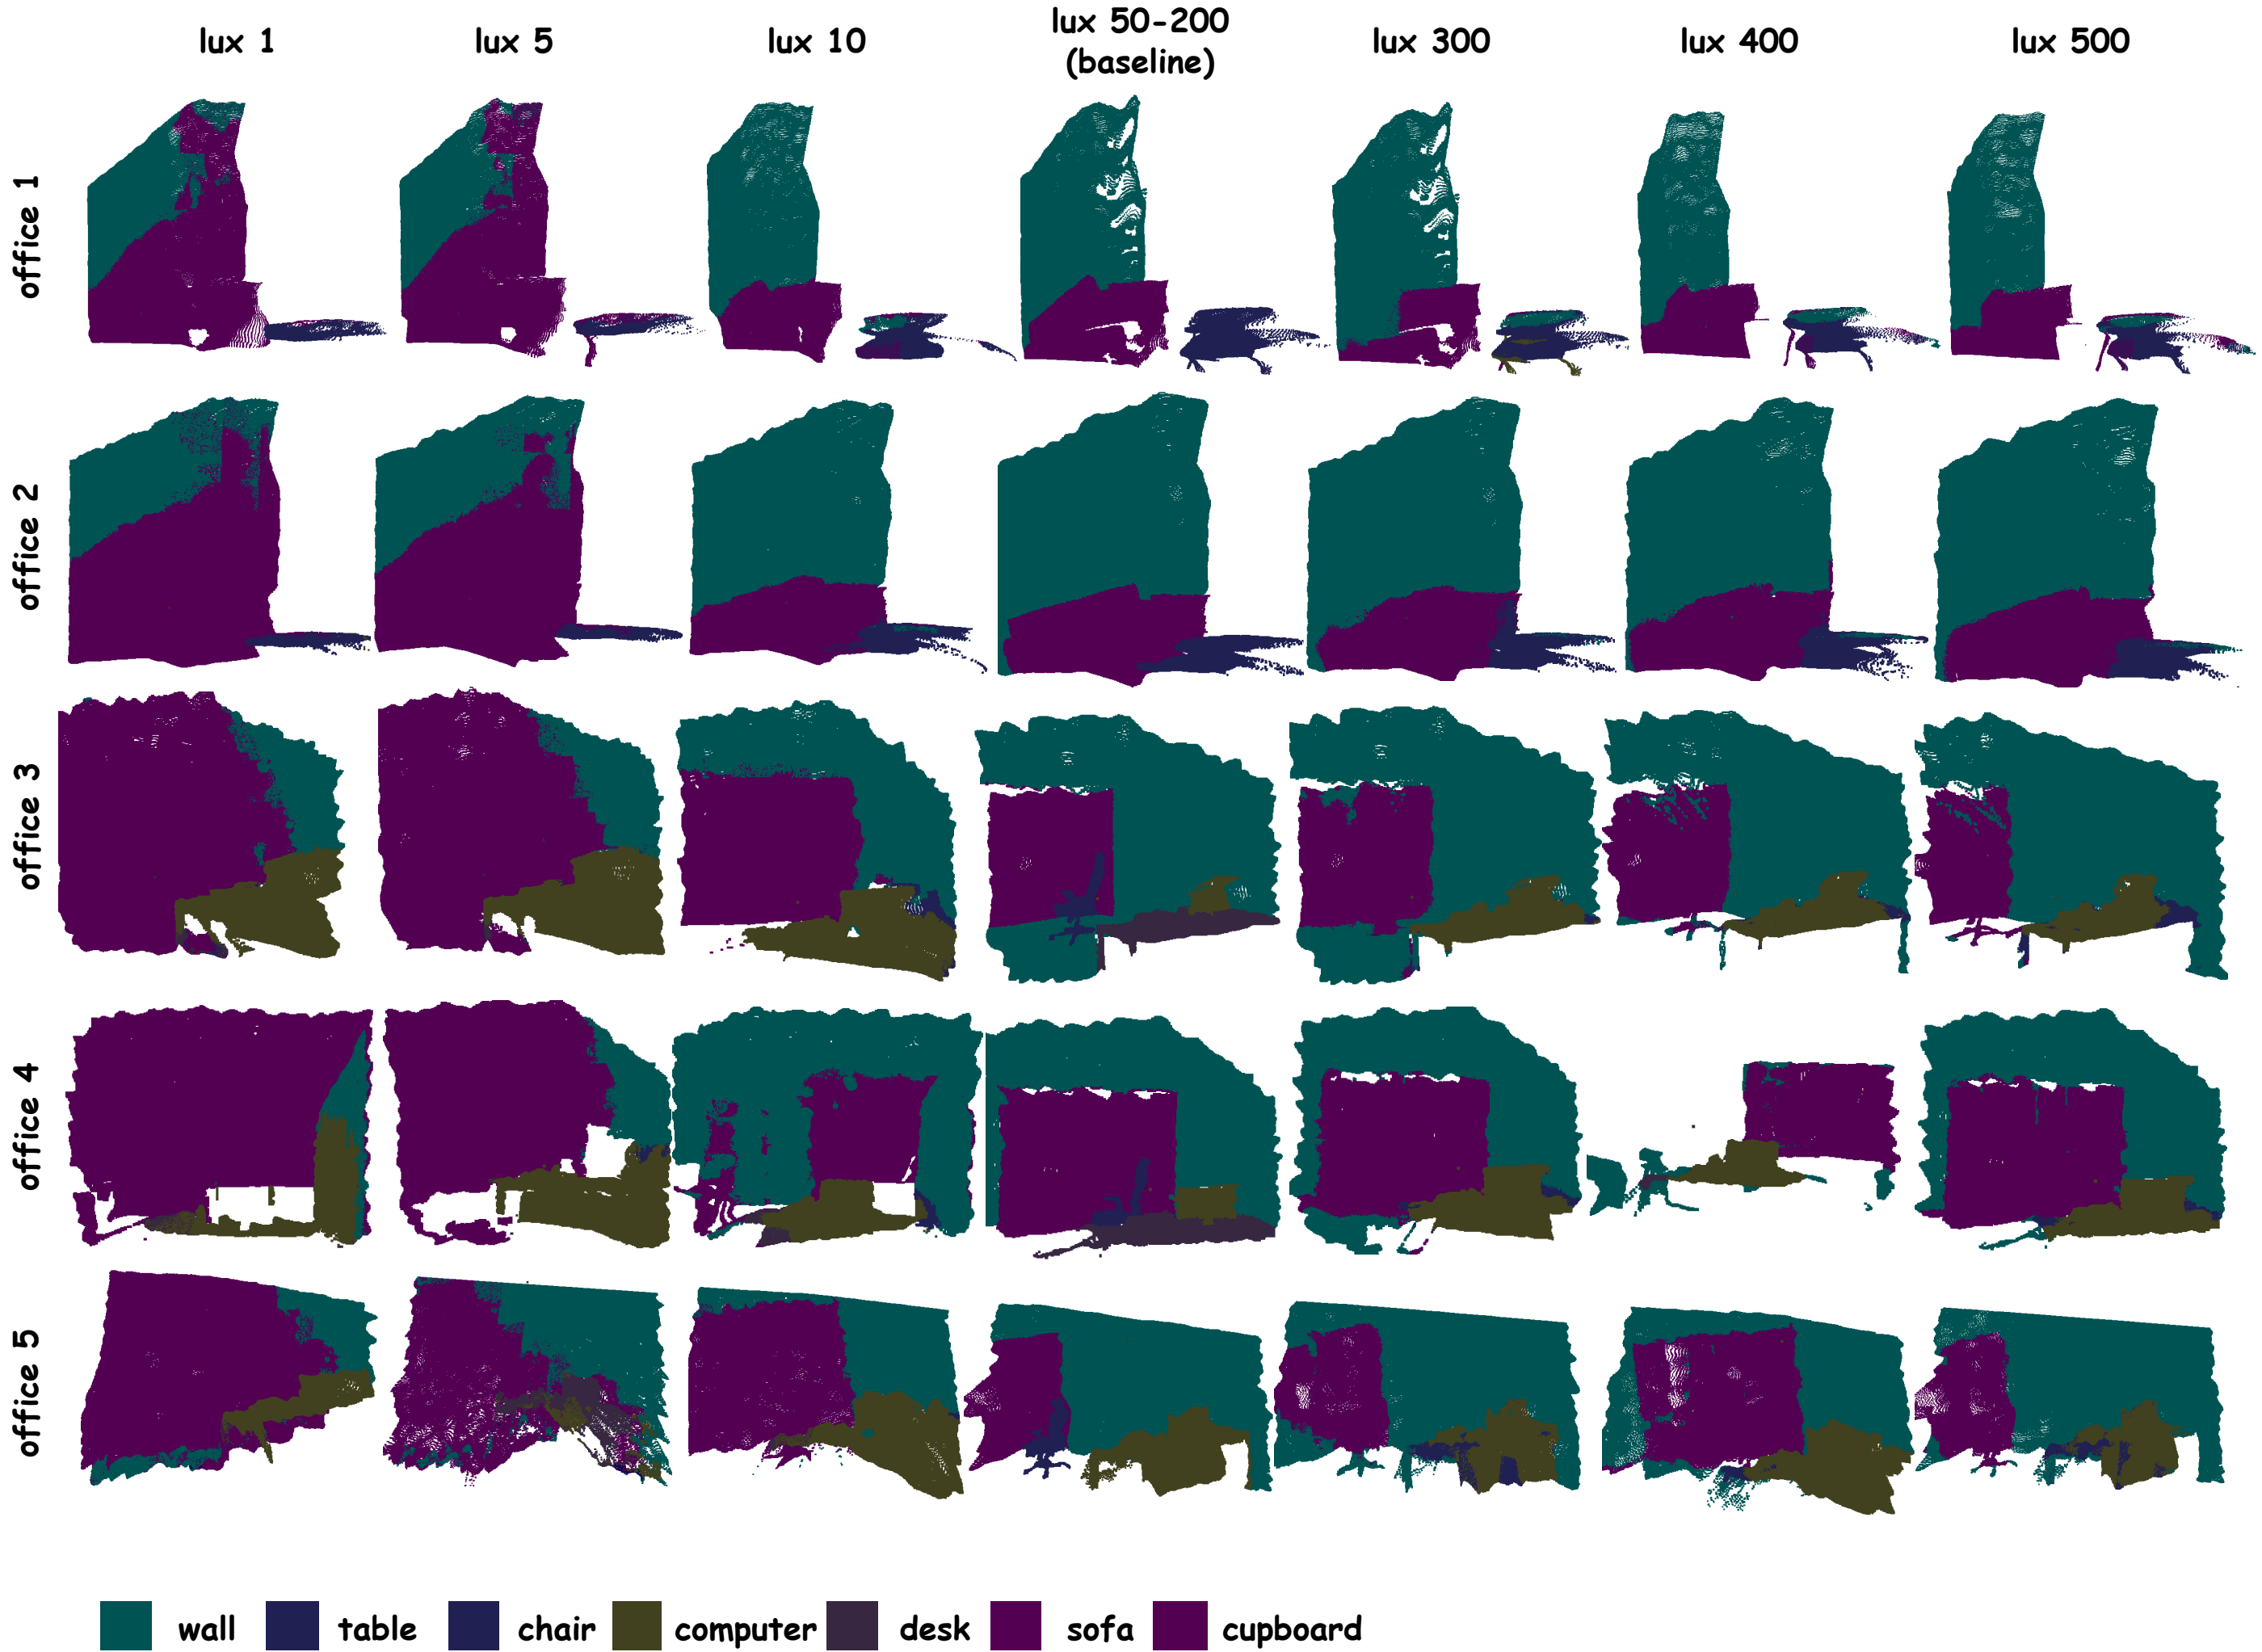 lux 1 lux 5 lux 10 lux 50-200 (baseline) lux 300 lux 400 lux 500
office 1
office 2
office 3
office 4
office 5
wall table chair computer desk sofa cupboard